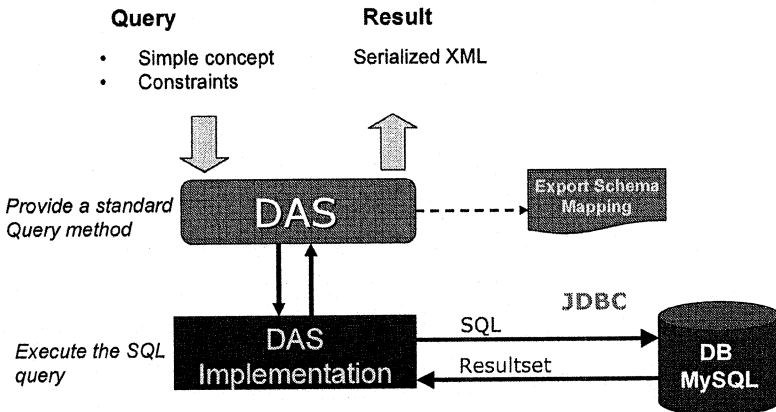 Query
Result
• Simple concept
• Constraints
Serialized XML
Provide a standard
Query method
DAS
Export Schema
Mapping
JDBC
Execute the SQL
query
DAS
Implementation
SQL
Resultset
DB
MySQL